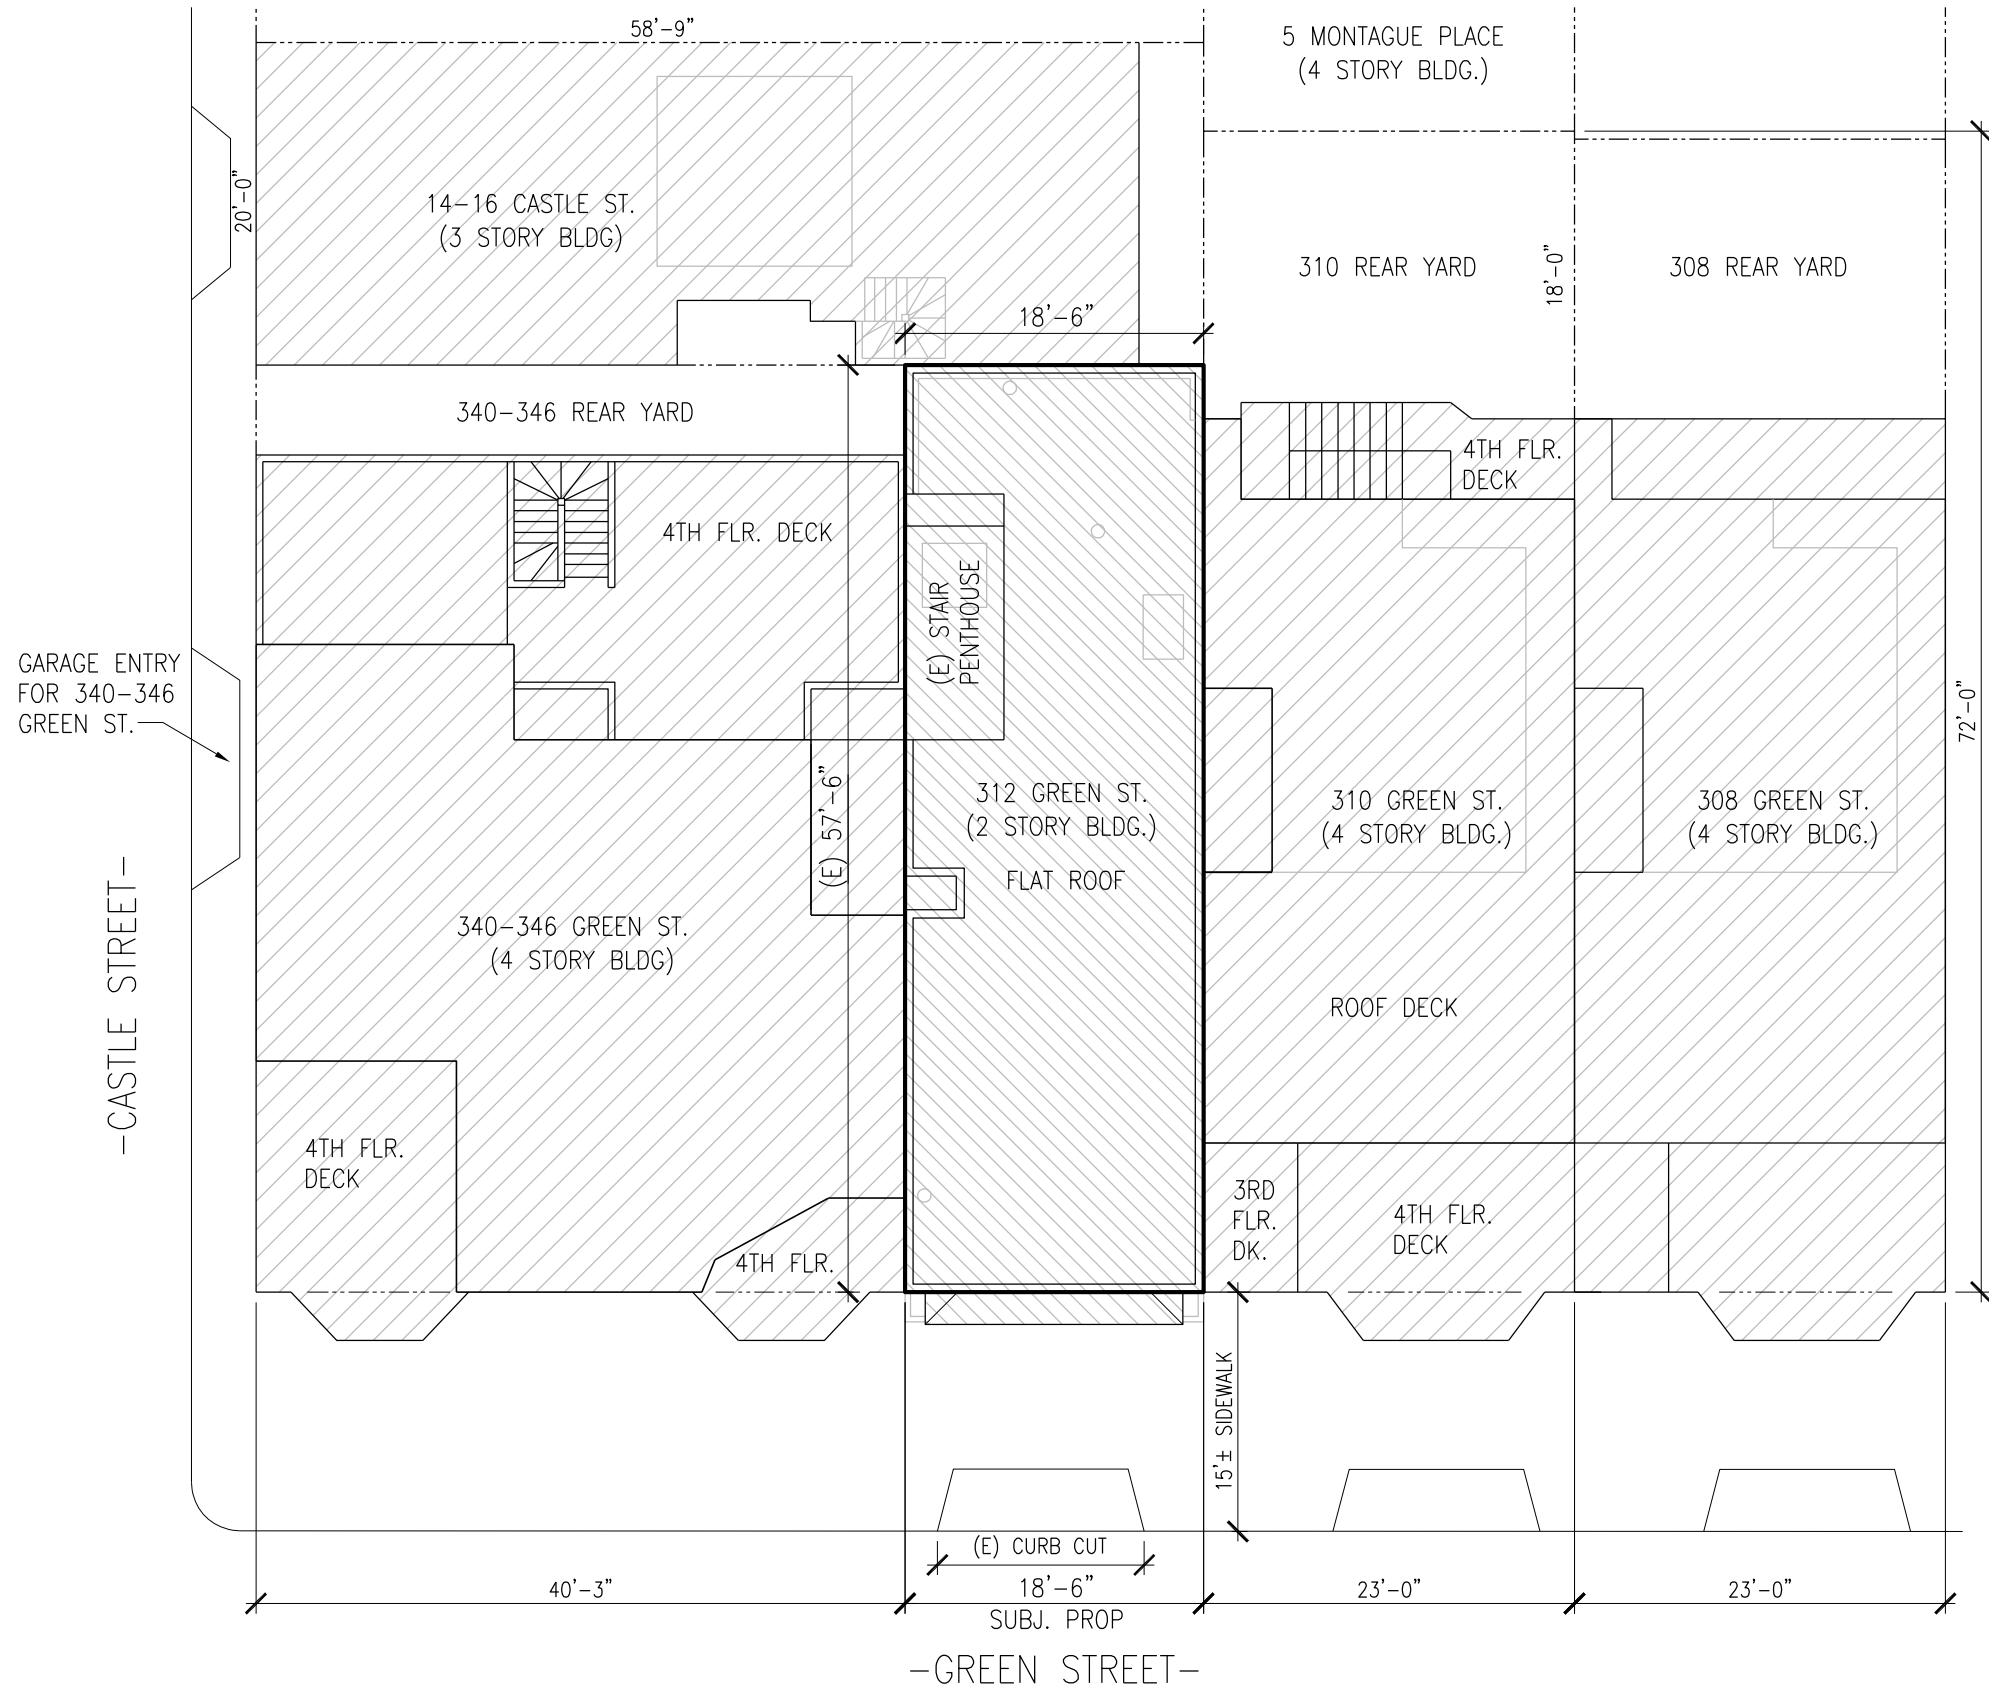 58'-9"
5 MONTAGUE PLACE
(4 STORY BLDG.)
20'-0"
14-16 CASTLE ST.
(3 STORY BLDG)
18'-0"
310 REAR YARD
308 REAR YARD
18'-6"
340-346 REAR YARD
4TH FLR.
DECK
4TH FLR. DECK
(E) STAIR
PENTHOUSE
GARAGE ENTRY
FOR 340-346
GREEN ST.
72'-0"
(E) 57'-6"
312 GREEN ST.
(2 STORY BLDG.)
FLAT ROOF
310 GREEN ST.
(4 STORY BLDG.)
308 GREEN ST.
(4 STORY BLDG.)
340-346 GREEN ST.
(4 STORY BLDG)
-CASTLE STREET-
ROOF DECK
4TH FLR.
DECK
3RD
FLR.
DK.
4TH FLR.
DECK
4TH FLR.
15'± SIDEWALK
(E) CURB CUT
40'-3"
18'-6"
SUBJ. PROP
23'-0"
23'-0"
-GREEN STREET-